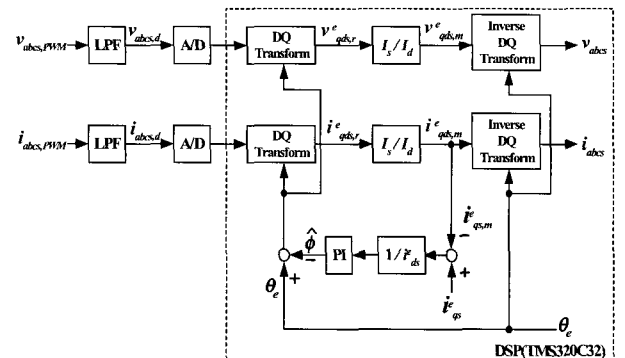 v_abcs,PWM LPF v_abcs,d A/D DQ Transform v^e_qds,r I_s / I_d v^e_qds,m Inverse DQ Transform v_abcs
i_abcs,PWM LPF i_abcs,d A/D DQ Transform i^e_qds,r I_s / I_d i^e_qds,m Inverse DQ Transform i_abcs
i^e_qs,m
−
ϕ̂ − PI 1/i^e_ds +
θ_e + i^e_qs
θ_e
DSP(TMS320C32)